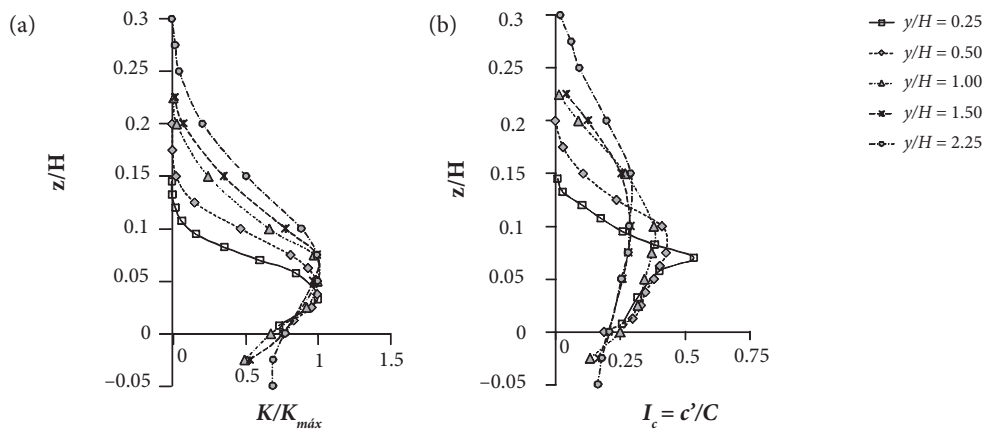 (a)
0.3
0.25
0.2
0.15
0.1
0.05
0
−0.05
z/H
0
0.5
1
1.5
K/Kmáx
(b)
0.3
0.25
0.2
0.15
0.1
0.05
0
−0.05
z/H
0
0.25
0.5
0.75
Ic = c’/C
y/H = 0.25
y/H = 0.50
y/H = 1.00
y/H = 1.50
y/H = 2.25